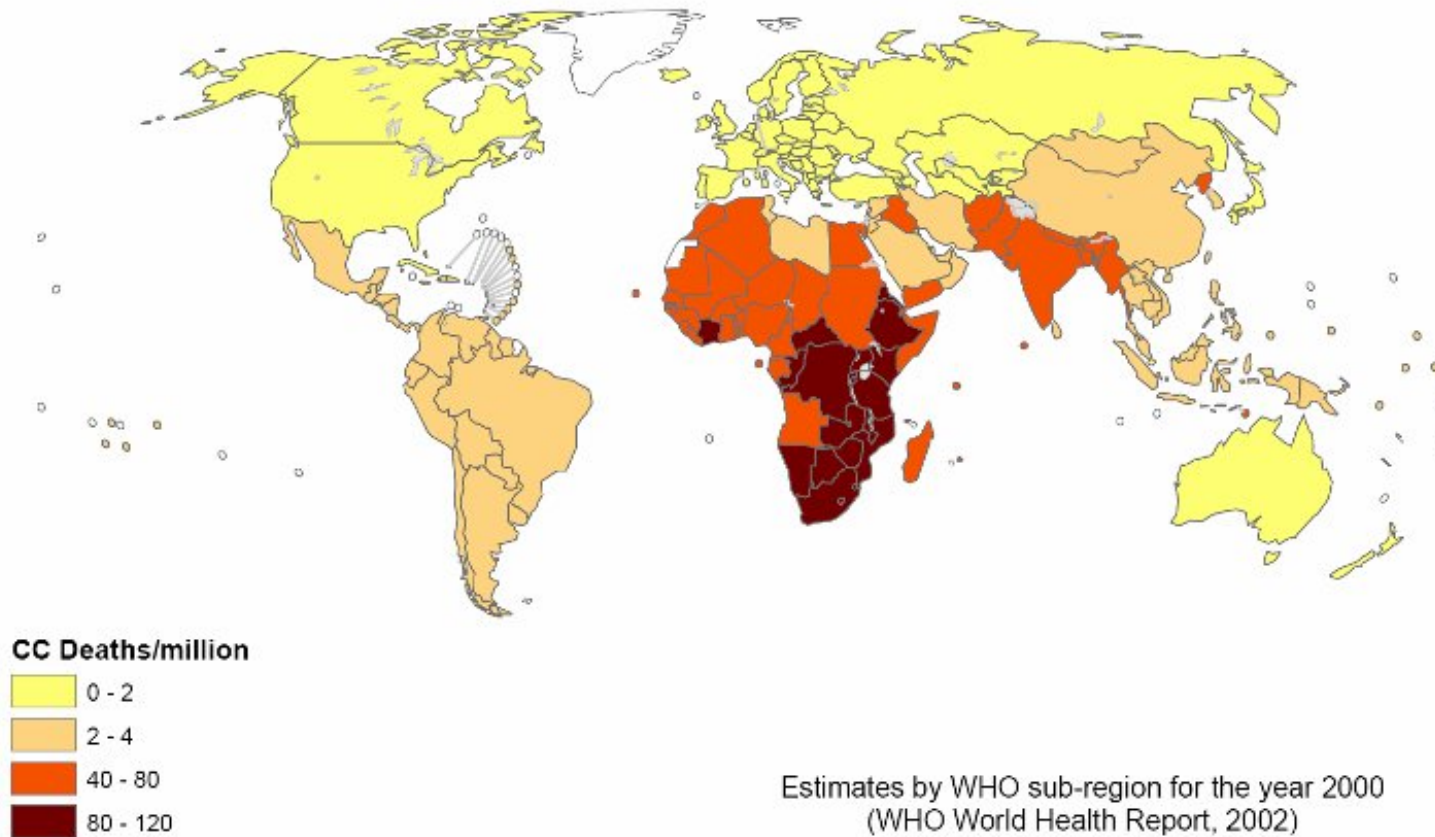 CC Deaths/million
0 - 2
2 - 4
40 - 80
80 - 120
Estimates by WHO sub-region for the year 2000
(WHO World Health Report, 2002)